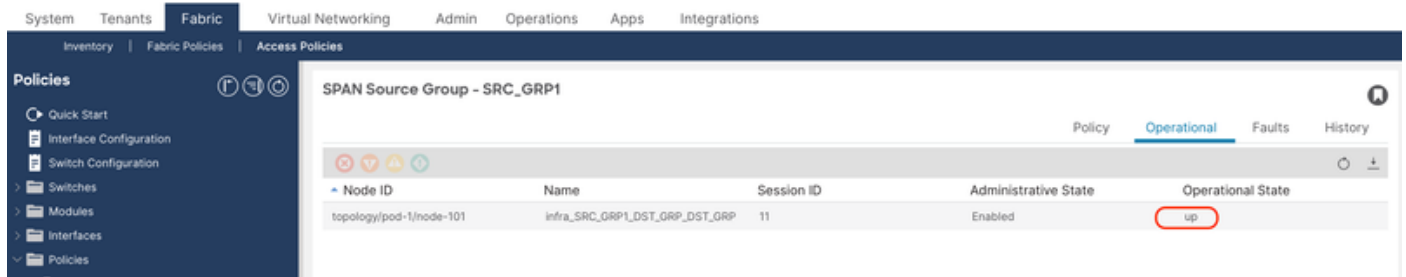 System Tenants Fabric Virtual Networking Admin Operations Apps Integrations
Inventory | Fabric Policies | Access Policies
Policies
Quick Start
Interface Configuration
Switch Configuration
Switches
Modules
Interfaces
Policies
SPAN Source Group - SRC_GRP1
Policy Operational Faults History
Node ID Name Session ID Administrative State Operational State
topology/pod-1/node-101 infra_SRC_GRP1_DST_GRP_DST_GRP 11 Enabled up